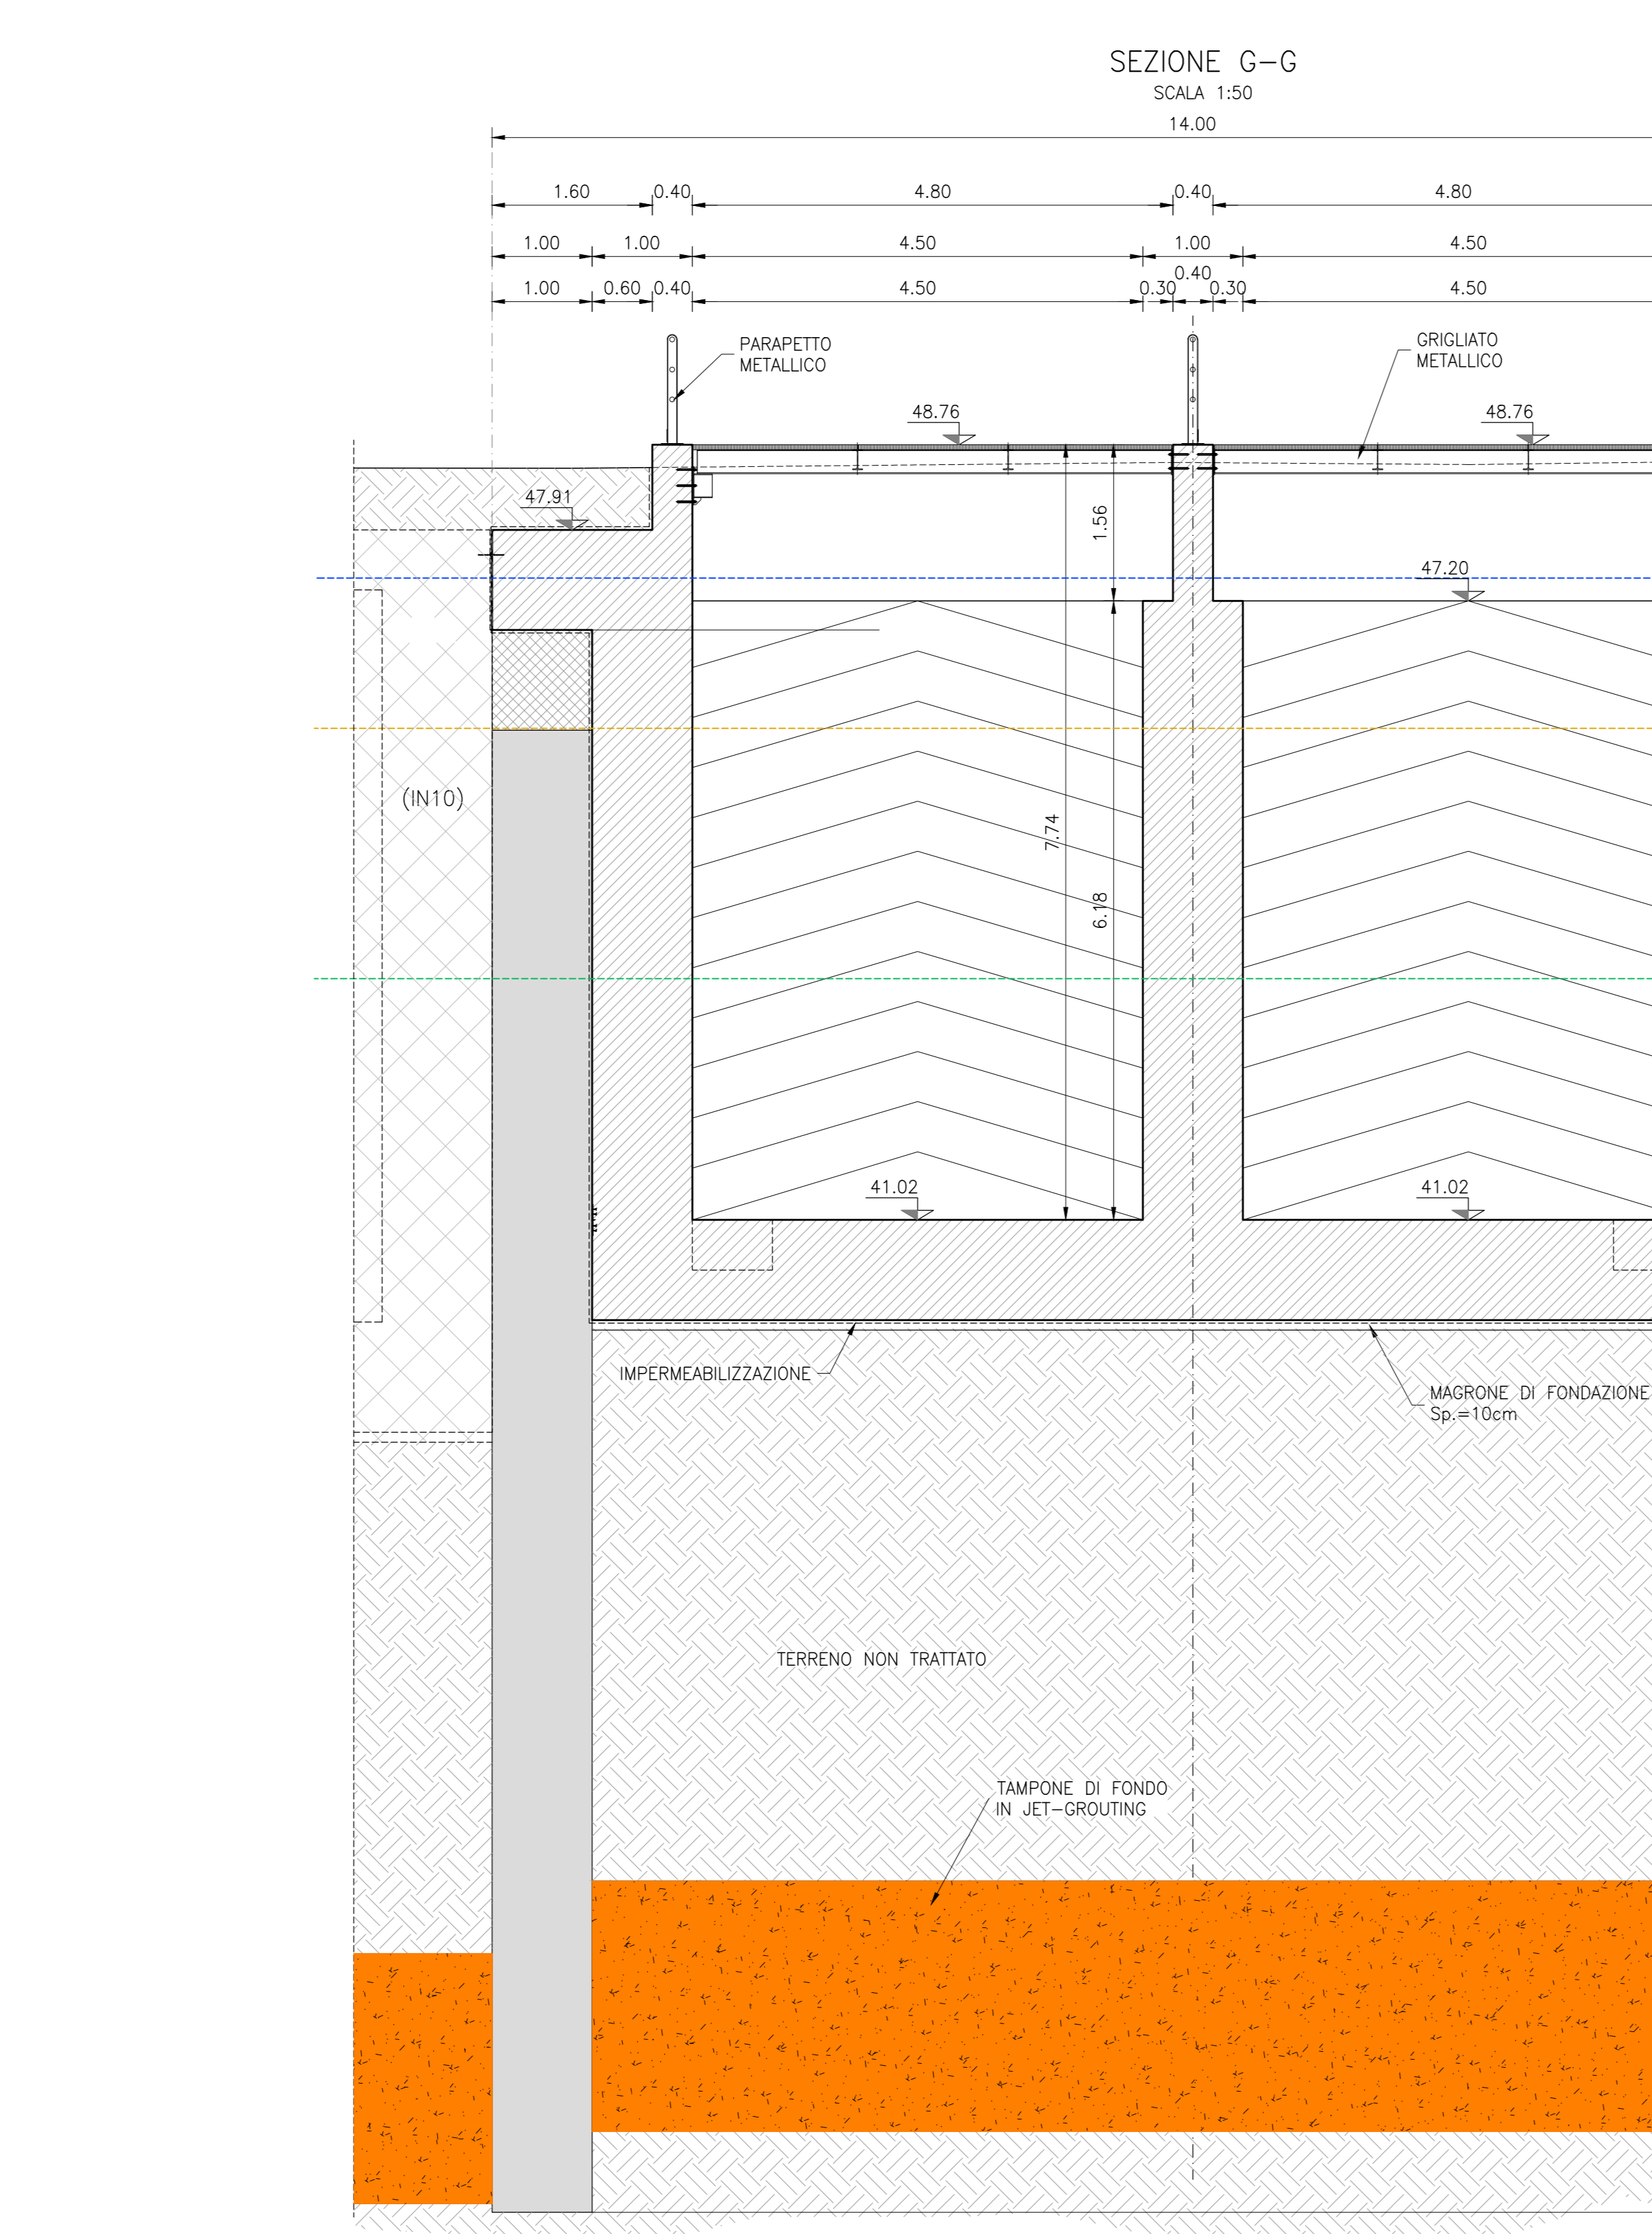 SEZIONE G-G
SCALA 1:50
14.00
1.60 0.40 4.80 0.40 4.80
1.00 1.00 4.50 1.00 4.50
0.40
1.00 0.60 0.40 4.50 0.30 0.30 4.50
PARAPETTO
METALLICO
GRIGLIATO
METALLICO
48.76 48.76
47.91
1.56
47.20
(IN10)
7.74
6.18
41.02 41.02
IMPERMEABILIZZAZIONE
MAGRONE DI FONDAZIONE
Sp.=10cm
TERRENO NON TRATTATO
TAMPONE DI FONDO
IN JET-GROUTING